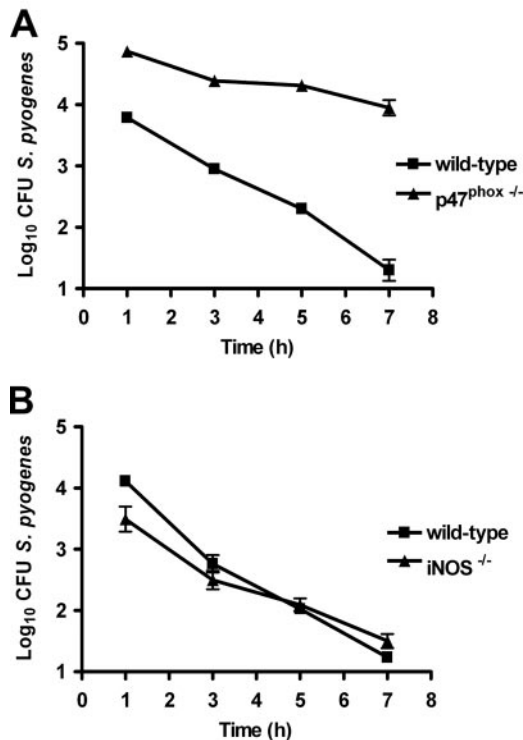 A
Log₁₀ CFU S. pyogenes
5
4
3
2
1
0 1 2 3 4 5 6 7 8
Time (h)
wild-type
p47phox -/-
B
Log₁₀ CFU S. pyogenes
5
4
3
2
1
0 1 2 3 4 5 6 7 8
Time (h)
wild-type
iNOS -/-